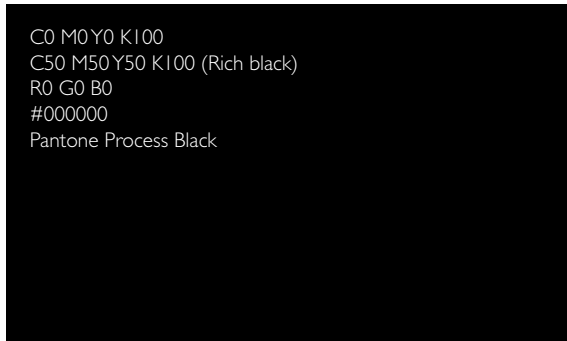 C0 M0 Y0 K100
C50 M50 Y50 K100 (Rich black)
R0 G0 B0
#000000
Pantone Process Black